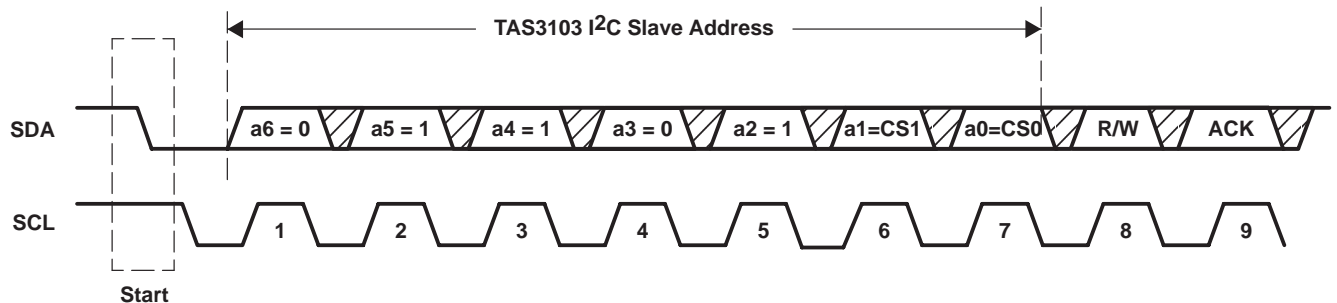 TAS3103 I2C Slave Address
SDA
a6 = 0
a5 = 1
a4 = 1
a3 = 0
a2 = 1
a1=CS1
a0=CS0
R/W
ACK
SCL
1
2
3
4
5
6
7
8
9
Start